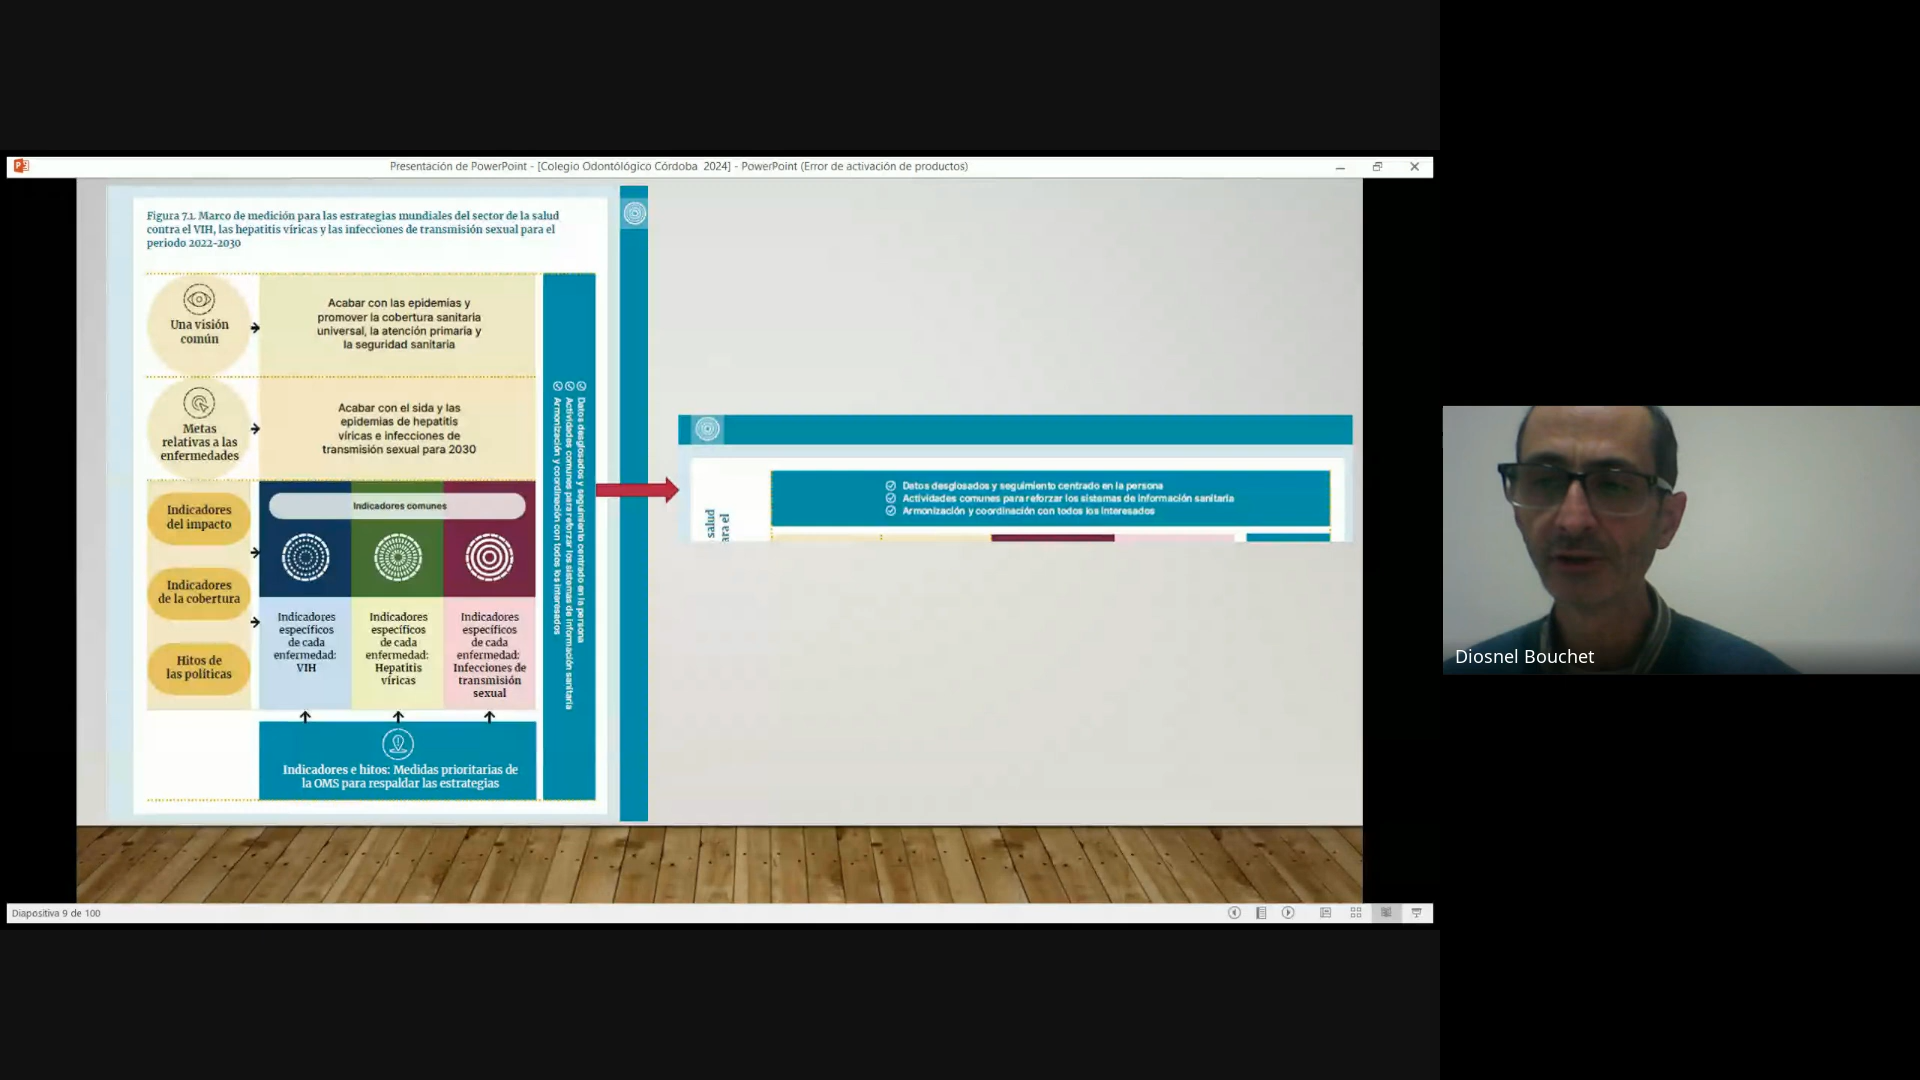 Presentación de PowerPoint - [Colegio Odontólógico Córdoba  2024] - PowerPoint (Error de activación de productos)
Figura 7.1. Marco de medición para las estrategias mundiales del sector de la salud
contra el VIH, las hepatitis víricas y las infecciones de transmisión sexual para el
periodo 2022-2030
Una visión
común
Acabar con las epidemias y
promover la cobertura sanitaria
universal, la atención primaria y
la seguridad sanitaria
Metas
relativas a las
enfermedades
Acabar con el sida y las
epidemias de hepatitis
víricas e infecciones de
transmisión sexual para 2030
Indicadores
del impacto
Indicadores
de la cobertura
Hitos de
las políticas
Indicadores comunes
Indicadores
específicos
de cada
enfermedad:
VIH
Indicadores
específicos
de cada
enfermedad:
Hepatitis
víricas
Indicadores
específicos
de cada
enfermedad:
Infecciones de
transmisión
sexual
Indicadores e hitos: Medidas prioritarias de
la OMS para respaldar las estrategias
Datos desglosados y seguimiento centrado en la persona
Actividades comunes para reforzar los sistemas de información sanitaria
Armonización y coordinación con todos los interesados
salud
ara el
Datos desglosados y seguimiento centrado en la persona
Actividades comunes para reforzar los sistemas de información sanitaria
Armonización y coordinación con todos los interesados
Diosnel Bouchet
Diapositiva 9 de 100